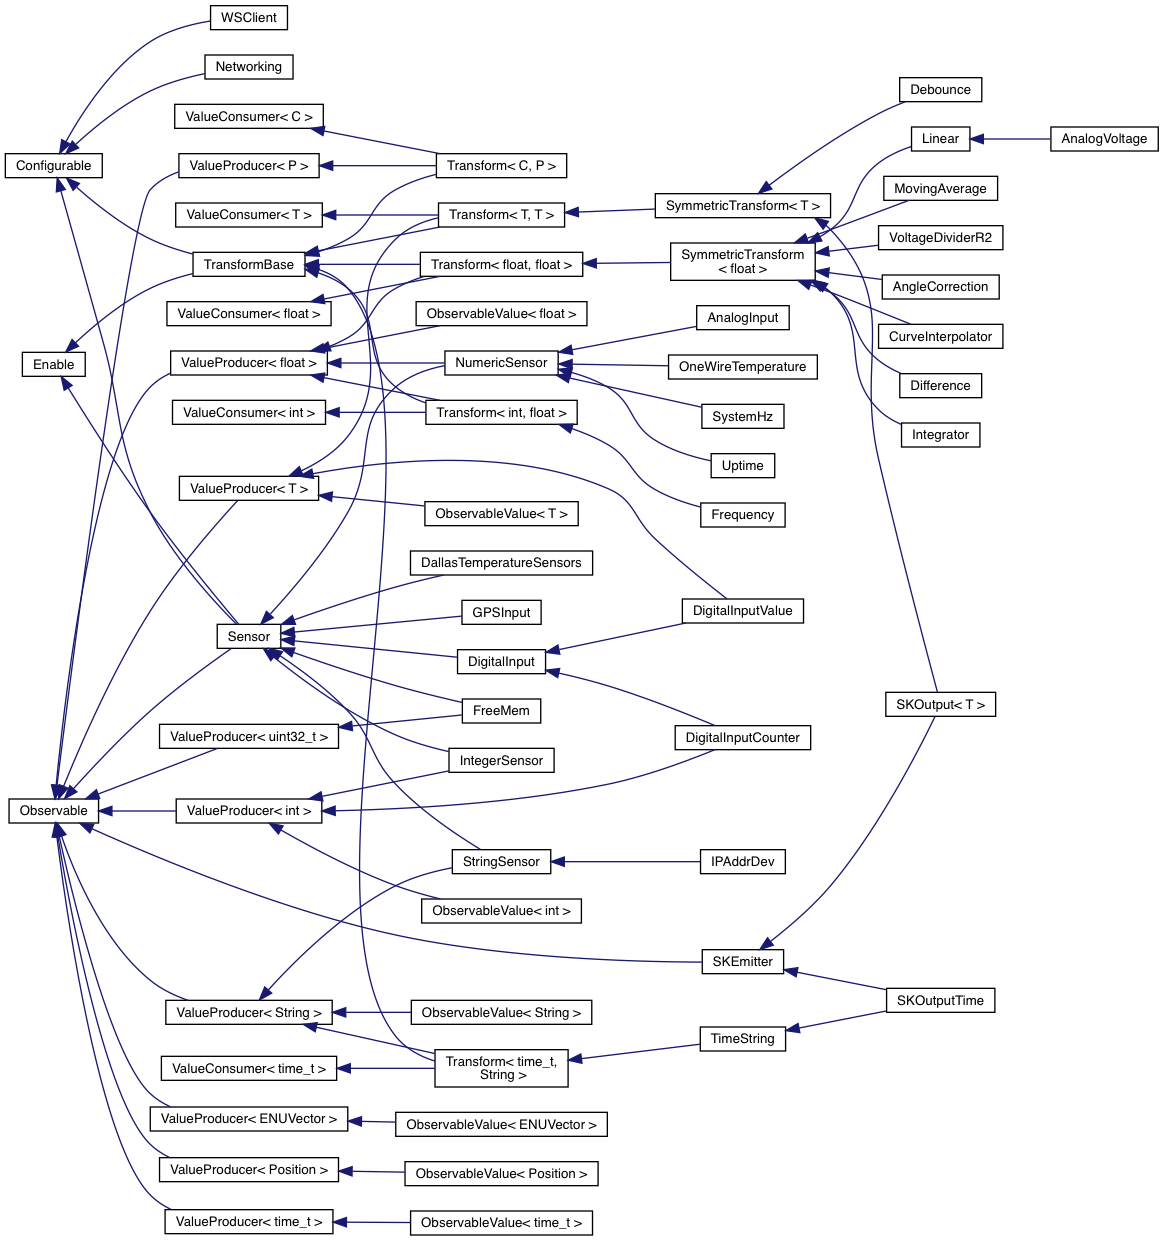 WSClient
Networking
Debounce
ValueConsumer< C >
Linear
AnalogVoltage
Configurable
ValueProducer< P >
Transform< C, P >
MovingAverage
ValueConsumer< T >
Transform< T, T >
SymmetricTransform< T >
VoltageDividerR2
TransformBase
Transform< float, float >
SymmetricTransform
< float >
AngleCorrection
ValueConsumer< float >
ObservableValue< float >
AnalogInput
CurveInterpolator
Enable
ValueProducer< float >
NumericSensor
OneWireTemperature
Difference
ValueConsumer< int >
Transform< int, float >
SystemHz
Integrator
Uptime
ValueProducer< T >
ObservableValue< T >
Frequency
DallasTemperatureSensors
GPSInput
DigitalInputValue
Sensor
DigitalInput
FreeMem
SKOutput< T >
ValueProducer< uint32_t >
DigitalInputCounter
IntegerSensor
Observable
ValueProducer< int >
StringSensor
IPAddrDev
ObservableValue< int >
SKEmitter
SKOutputTime
ValueProducer< String >
ObservableValue< String >
TimeString
ValueConsumer< time_t >
Transform< time_t,
String >
ValueProducer< ENUVector >
ObservableValue< ENUVector >
ValueProducer< Position >
ObservableValue< Position >
ValueProducer< time_t >
ObservableValue< time_t >